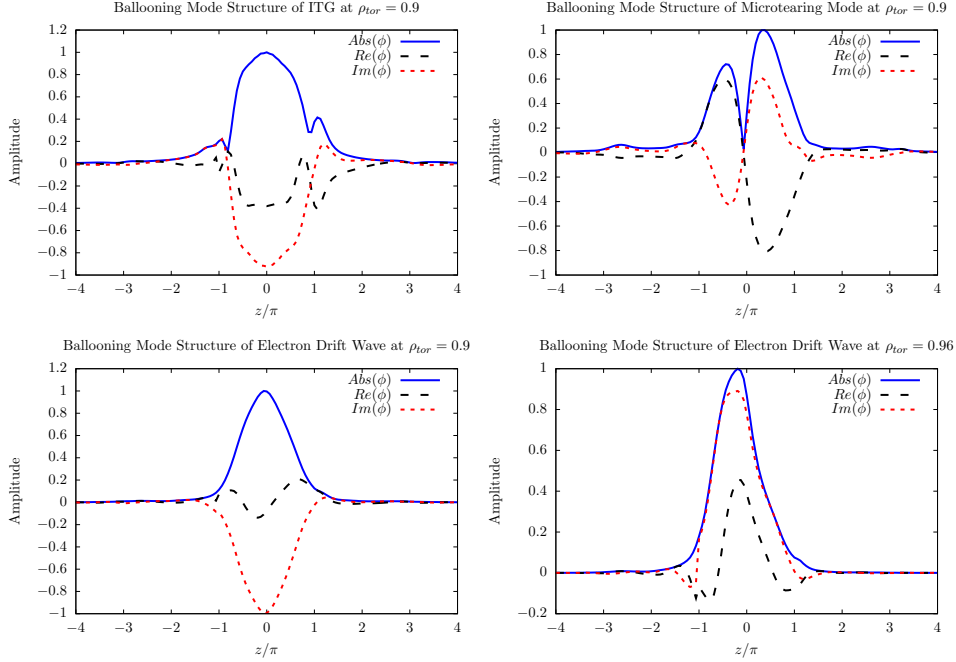 Ballooning Mode Structure of ITG at ρtor = 0.9
Amplitude
1.2
1
0.8
0.6
0.4
0.2
0
−0.2
−0.4
−0.6
−0.8
−1
Abs(ϕ)
Re(ϕ)
Im(ϕ)
−4 −3 −2 −1 0 1 2 3 4
z/π
Ballooning Mode Structure of Microtearing Mode at ρtor = 0.9
Amplitude
1
0.8
0.6
0.4
0.2
0
−0.2
−0.4
−0.6
−0.8
−1
Abs(ϕ)
Re(ϕ)
Im(ϕ)
−4 −3 −2 −1 0 1 2 3 4
z/π
Ballooning Mode Structure of Electron Drift Wave at ρtor = 0.9
Amplitude
1.2
1
0.8
0.6
0.4
0.2
0
−0.2
−0.4
−0.6
−0.8
−1
Abs(ϕ)
Re(ϕ)
Im(ϕ)
−4 −3 −2 −1 0 1 2 3 4
z/π
Ballooning Mode Structure of Electron Drift Wave at ρtor = 0.96
Amplitude
1
0.8
0.6
0.4
0.2
0
−0.2
Abs(ϕ)
Re(ϕ)
Im(ϕ)
−4 −3 −2 −1 0 1 2 3 4
z/π